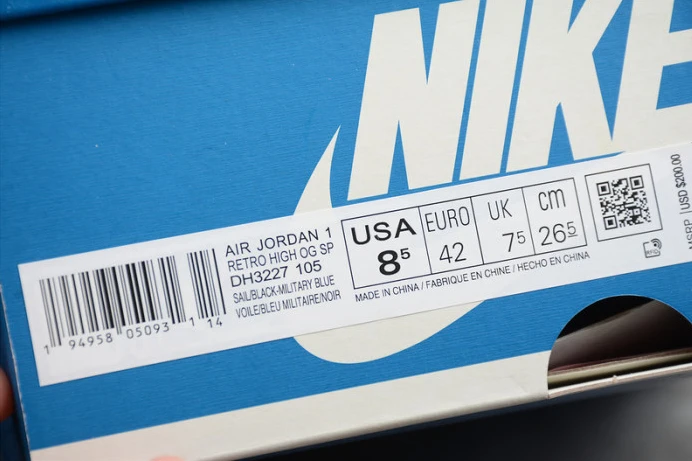 NIKE
AIR JORDAN 1
RETRO HIGH OG SP
DH3227 105
SAIL/BLACK-MILITARY BLUE
VOILE/BLEU MILITAIRE/NOIR
1 94958 05093 1 14
USA
8⁵
EURO
42
UK
7⁵
cm
26⁵
MADE IN CHINA / FABRIQUE EN CHINE / HECHO EN CHINA
MSRP USD $200.00